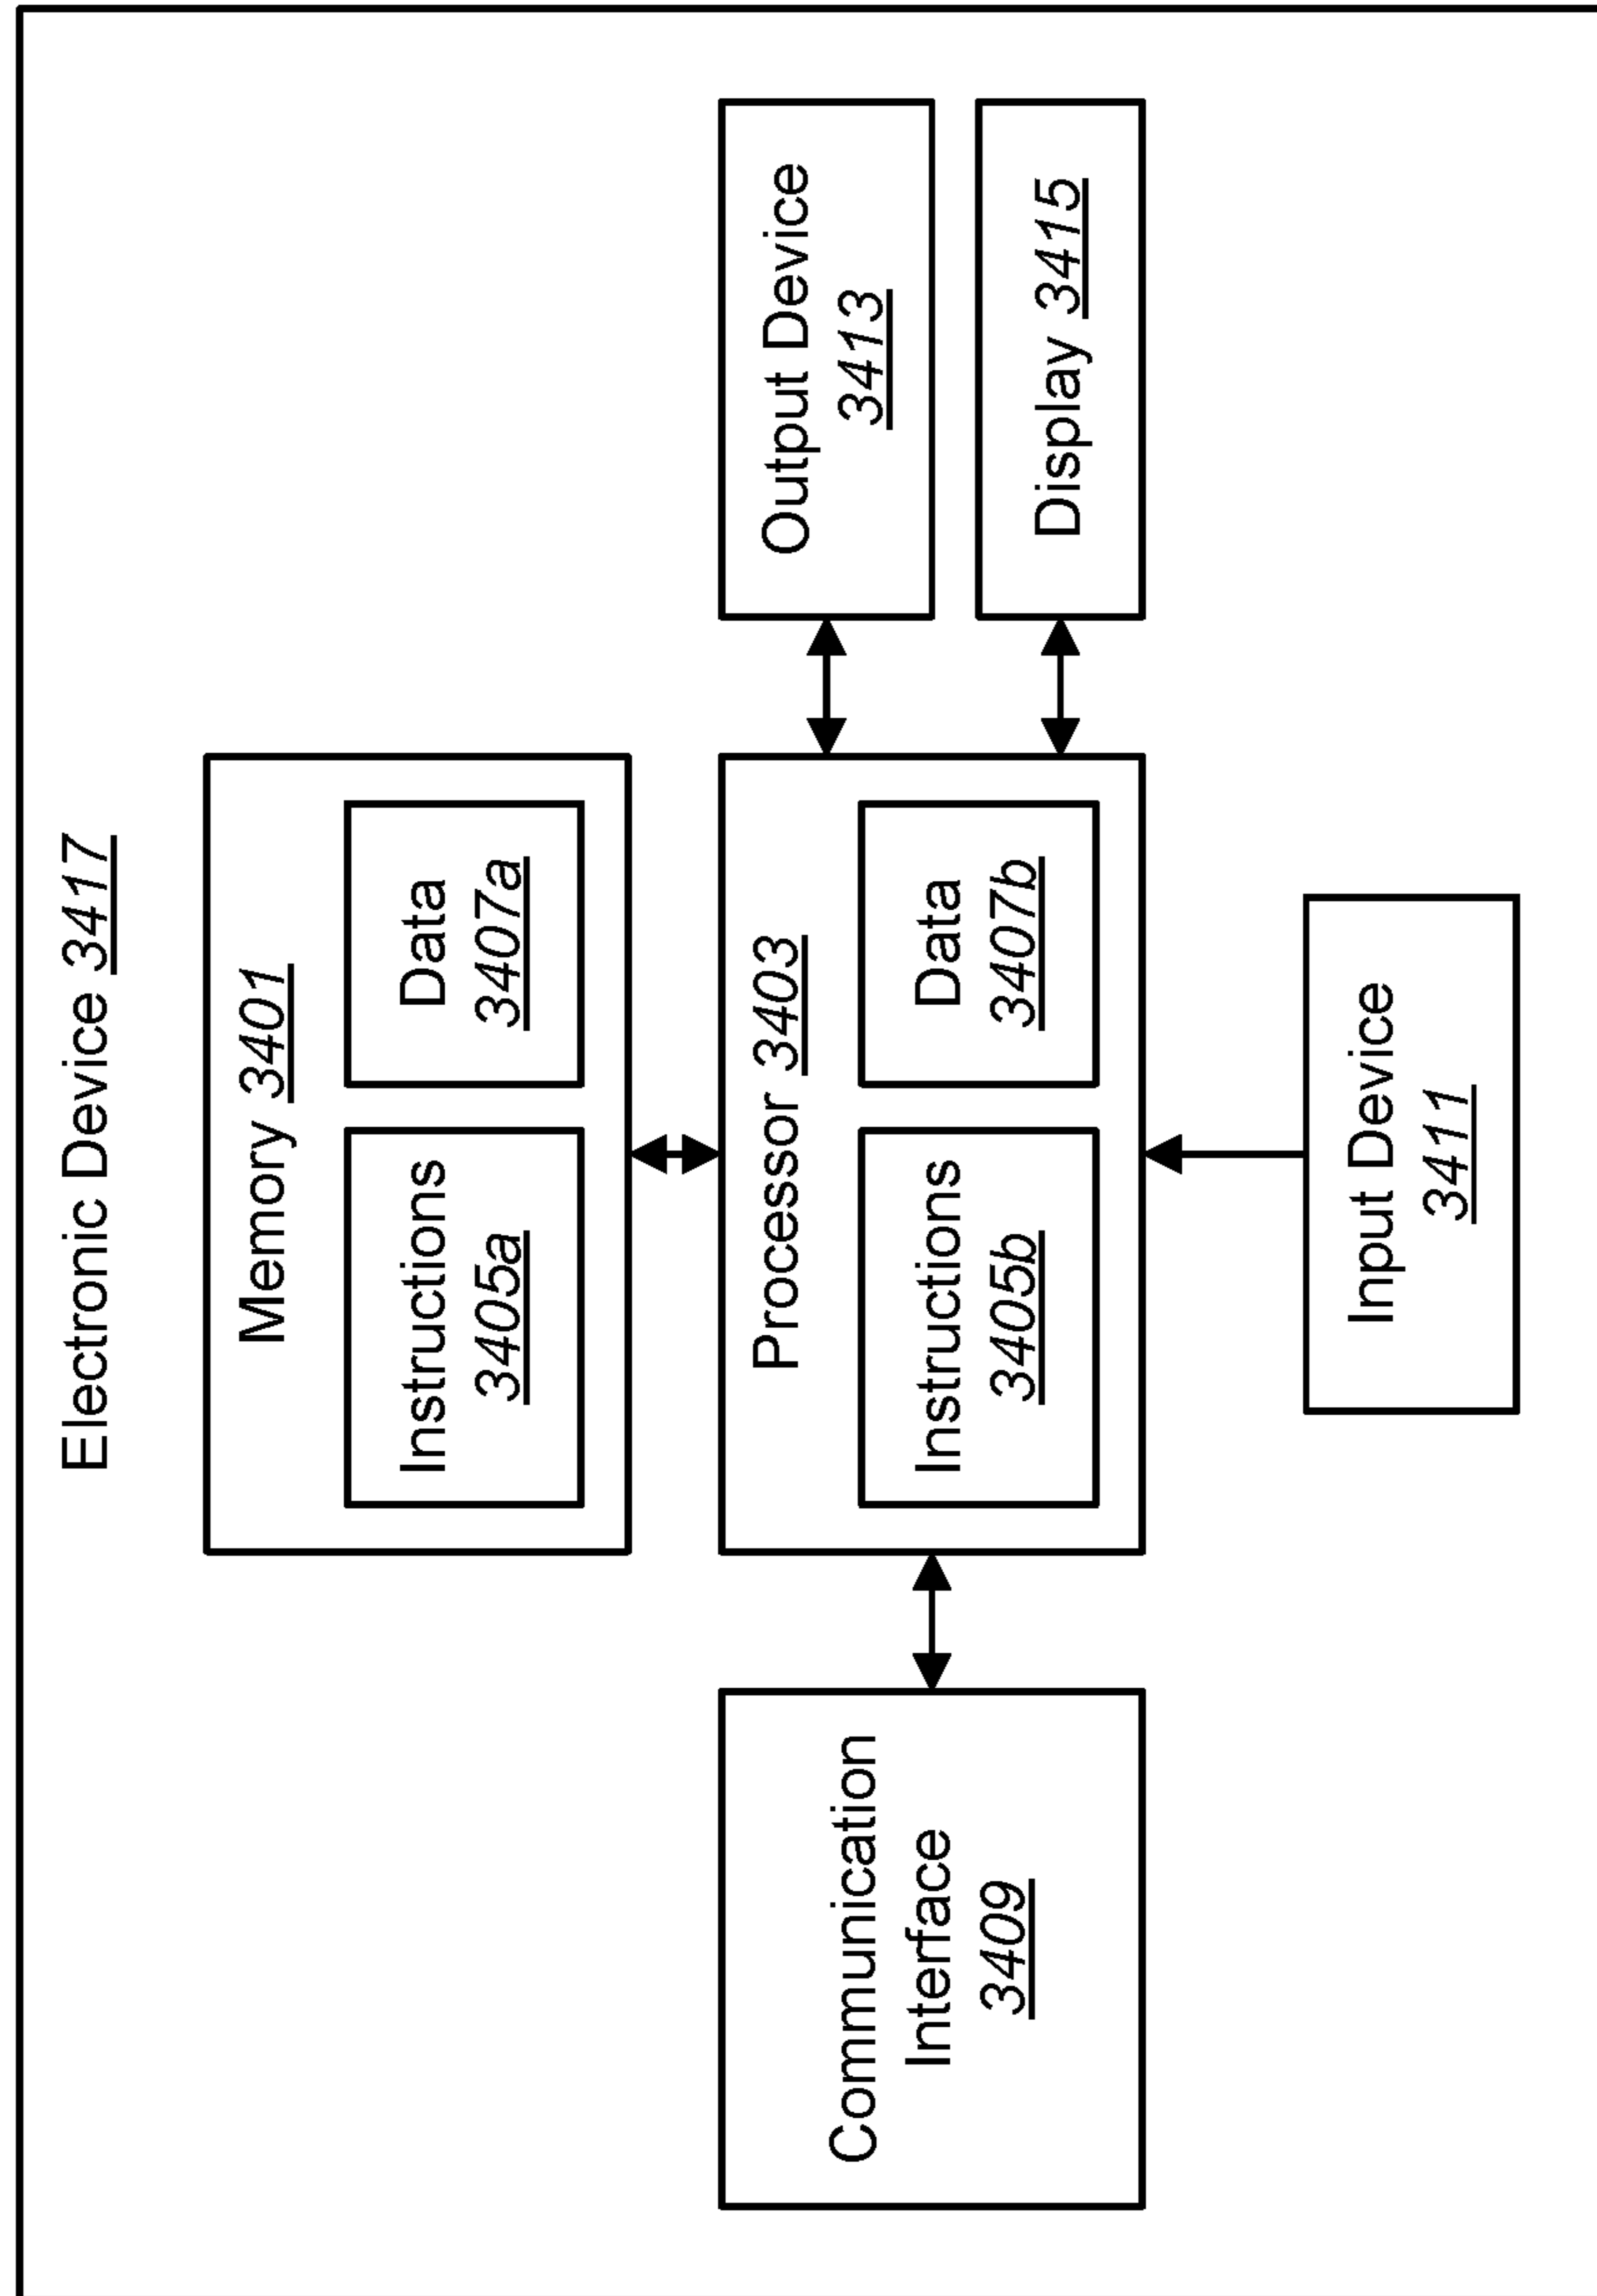 Electronic Device 3417
Memory 3401
Instructions
3405a
Data
3407a
Processor 3403
Instructions
3405b
Data
3407b
Communication
Interface
3409
Output Device
3413
Display 3415
Input Device
3411